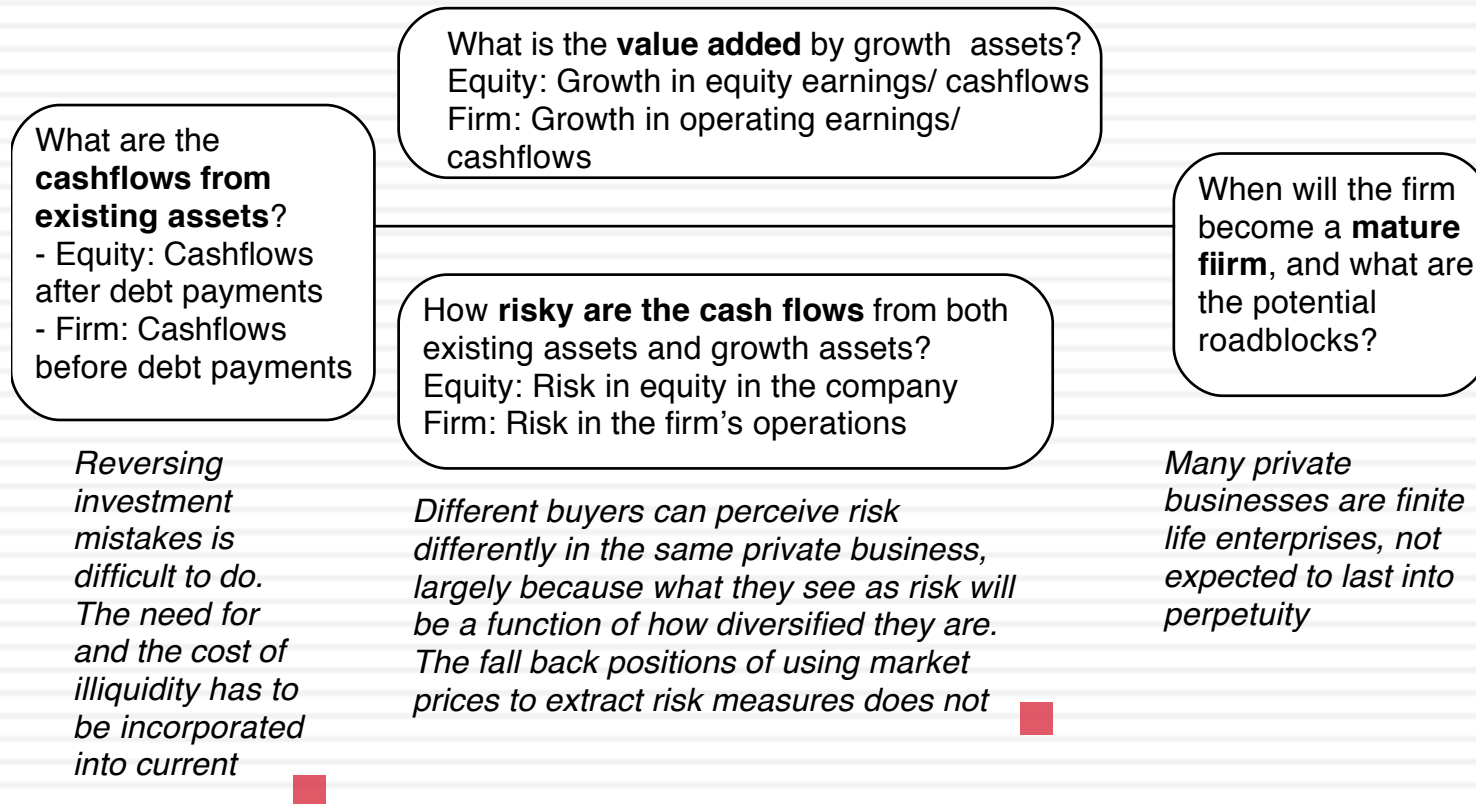 What is the value added by growth assets?
Equity: Growth in equity earnings/ cashflows
Firm: Growth in operating earnings/
cashflows
What are the
cashflows from
existing assets?
- Equity: Cashflows
after debt payments
- Firm: Cashflows
before debt payments
When will the firm
become a mature
fiirm, and what are
the potential
roadblocks?
How risky are the cash flows from both
existing assets and growth assets?
Equity: Risk in equity in the company
Firm: Risk in the firm's operations
Reversing
investment
mistakes is
difficult to do.
The need for
and the cost of
illiquidity has to
be incorporated
into current
Different buyers can perceive risk
differently in the same private business,
largely because what they see as risk will
be a function of how diversified they are.
The fall back positions of using market
prices to extract risk measures does not
Many private
businesses are finite
life enterprises, not
expected to last into
perpetuity